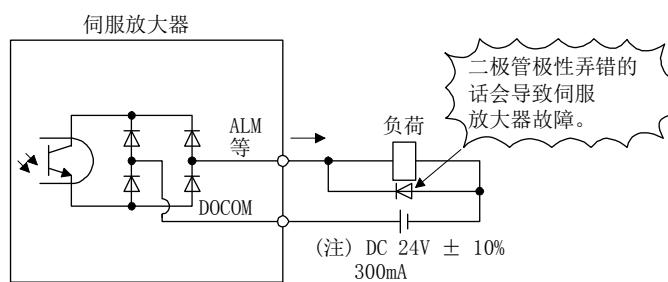 伺服放大器
二极管极性弄错的
话会导致伺服
放大器故障。
ALM
等
负荷
DOCOM
(注) DC 24V ± 10%
300mA